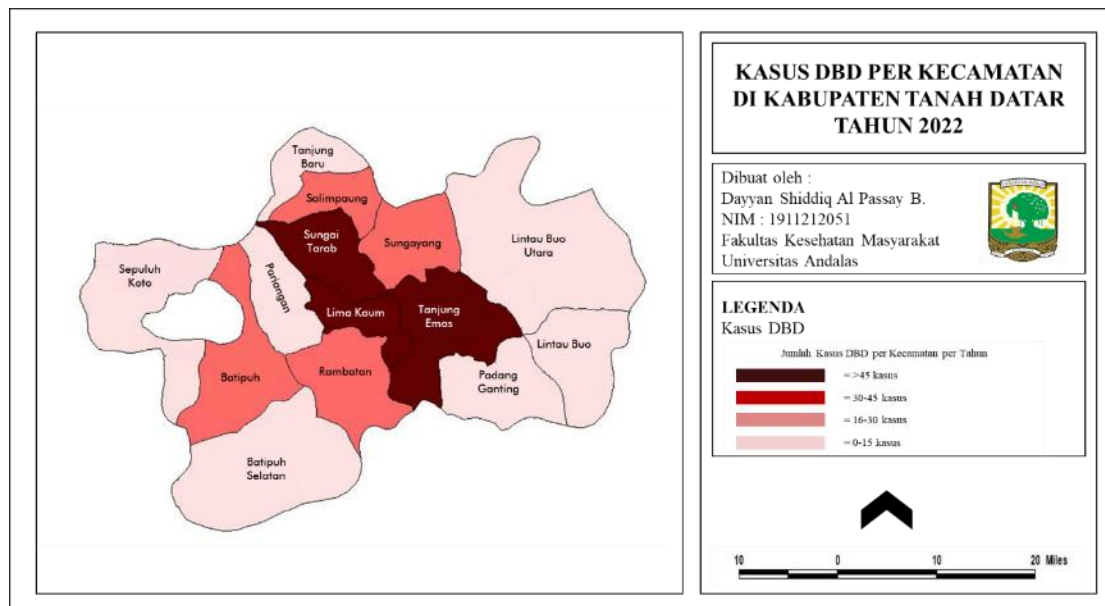 Tanjung
Baru
Salimpaung
Sungai
Tarab
Sungayang
Lintau Buo
Utara
Sepuluh
Koto
Pariangan
Lima Kaum
Tanjung
Emas
Lintau Buo
Batipuh
Rambatan
Padang
Ganting
Batipuh
Selatan
KASUS DBD PER KECAMATAN
DI KABUPATEN TANAH DATAR
TAHUN 2022
Dibuat oleh :
Dayyan Shiddiq Al Passay B.
NIM : 1911212051
Fakultas Kesehatan Masyarakat
Universitas Andalas
LEGENDA
Kasus DBD
Jumlah Kasus DBD per Kecamatan per Tahun
= >45 kasus
= 30-45 kasus
= 16-30 kasus
= 0-15 kasus
10 0 10 20 Miles